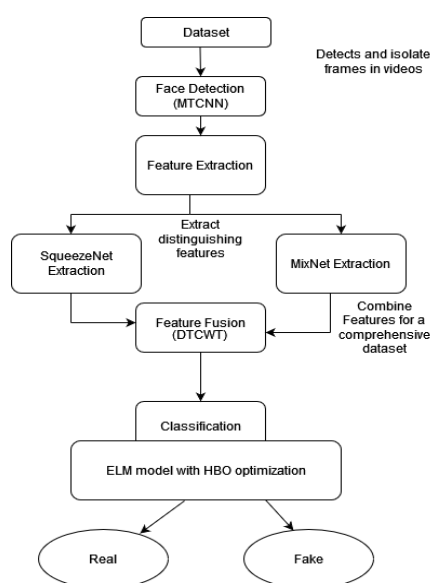 Dataset
Detects and isolate
frames in videos
Face Detection
(MTCNN)
Feature Extraction
Extract
distinguishing
features
SqueezeNet
Extraction
MixNet Extraction
Feature Fusion
(DTCWT)
Combine
Features for a
comprehensive
dataset
Classification
ELM model with HBO optimization
Real
Fake